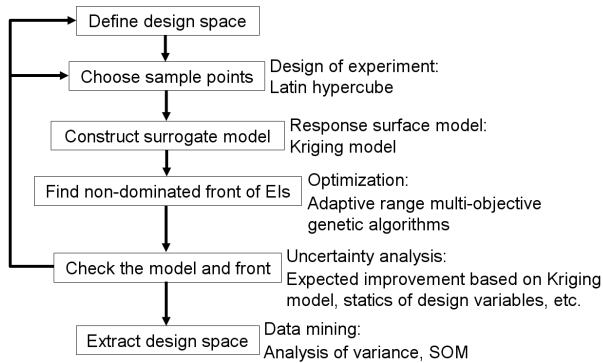 Define design space
Choose sample points
Design of experiment:
Latin hypercube
Construct surrogate model
Response surface model:
Kriging model
Find non-dominated front of EIs
Optimization:
Adaptive range multi-objective
genetic algorithms
Check the model and front
Uncertainty analysis:
Expected improvement based on Kriging
model, statics of design variables, etc.
Extract design space
Data mining:
Analysis of variance, SOM